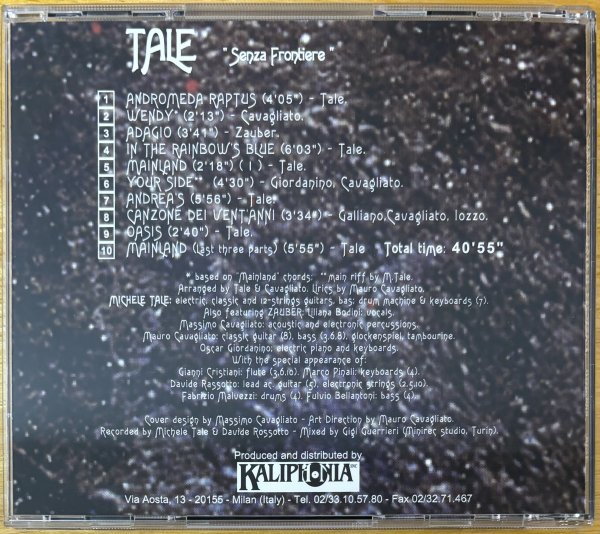 TALE "Senza Frontiere"
1 ANDROMEDA RAPTUS (4'05") - Tale.
2 WENDY* (2'13") - Cavagliato.
3 ADAGIO (3'41") - Zauber.
4 IN THE RAINBOW'S BLUE (6'03") - Tale.
5 MAINLAND (2'18") ( I ) - Tale.
6 YOUR SIDE** (4'30") - Giordanino, Cavagliato.
7 ANDREA'S (5'56") - Tale.
8 CANZONE DEI VENT'ANNI (3'34") - Galliano,Cavagliato, Iozzo.
9 OASIS (2'40") - Tale.
10 MAINLAND (last three parts) (5'55") - Tale Total time: 40'55"
* based on 'Mainland' chords; ** main riff by M.Tale.
Arranged by Tale & Cavagliato. Lirics by Mauro Cavagliato.
MICHELE TALE: electric, classic and 12-strings guitars, bas; drum machine & keyboards (7).
Also featuring ZAUBER: Liliana Bodini: vocals.
Massimo Cavagliato: acoustic and electronic percussions.
Mauro Cavagliato: classic guitar (8), bass (3.6.8), glockenspiel, tambourine.
Oscar Giordanino: electric piano and keyboards.
With the special appearance of:
Gianni Cristiani: flute (3.6.10). Marco Pinali: keyboards (4).
Davide Rassotto: lead ac. guitar (5), electronic strings (2.5.10).
Fabrizio Malvezzi: drums (4). Fulvio Bellantoni: bass (4).
Cover design by Massimo Cavagliato - Art Direction by Mauro Cavagliato.
Recorded by Michele Tale & Davide Rossotto - Mixed by Gigi Guerrieri (Minirec studio, Turin).
Produced and distributed by
KALIPHONIA INC
Via Aosta, 13 - 20155 - Milan (Italy) - Tel. 02/33.10.57.80 - Fax 02/32.71.467